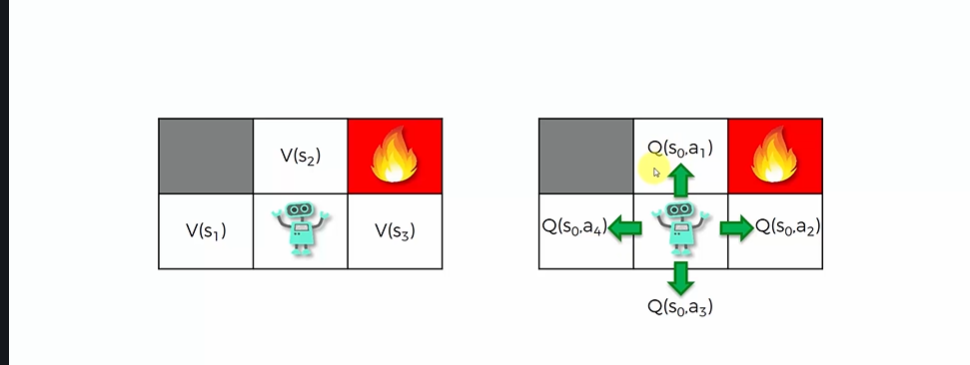 V(s₂)
V(s₁)
V(s₃)
Q(s₀,a₁)
Q(s₀,a₄)
Q(s₀,a₂)
Q(s₀,a₃)